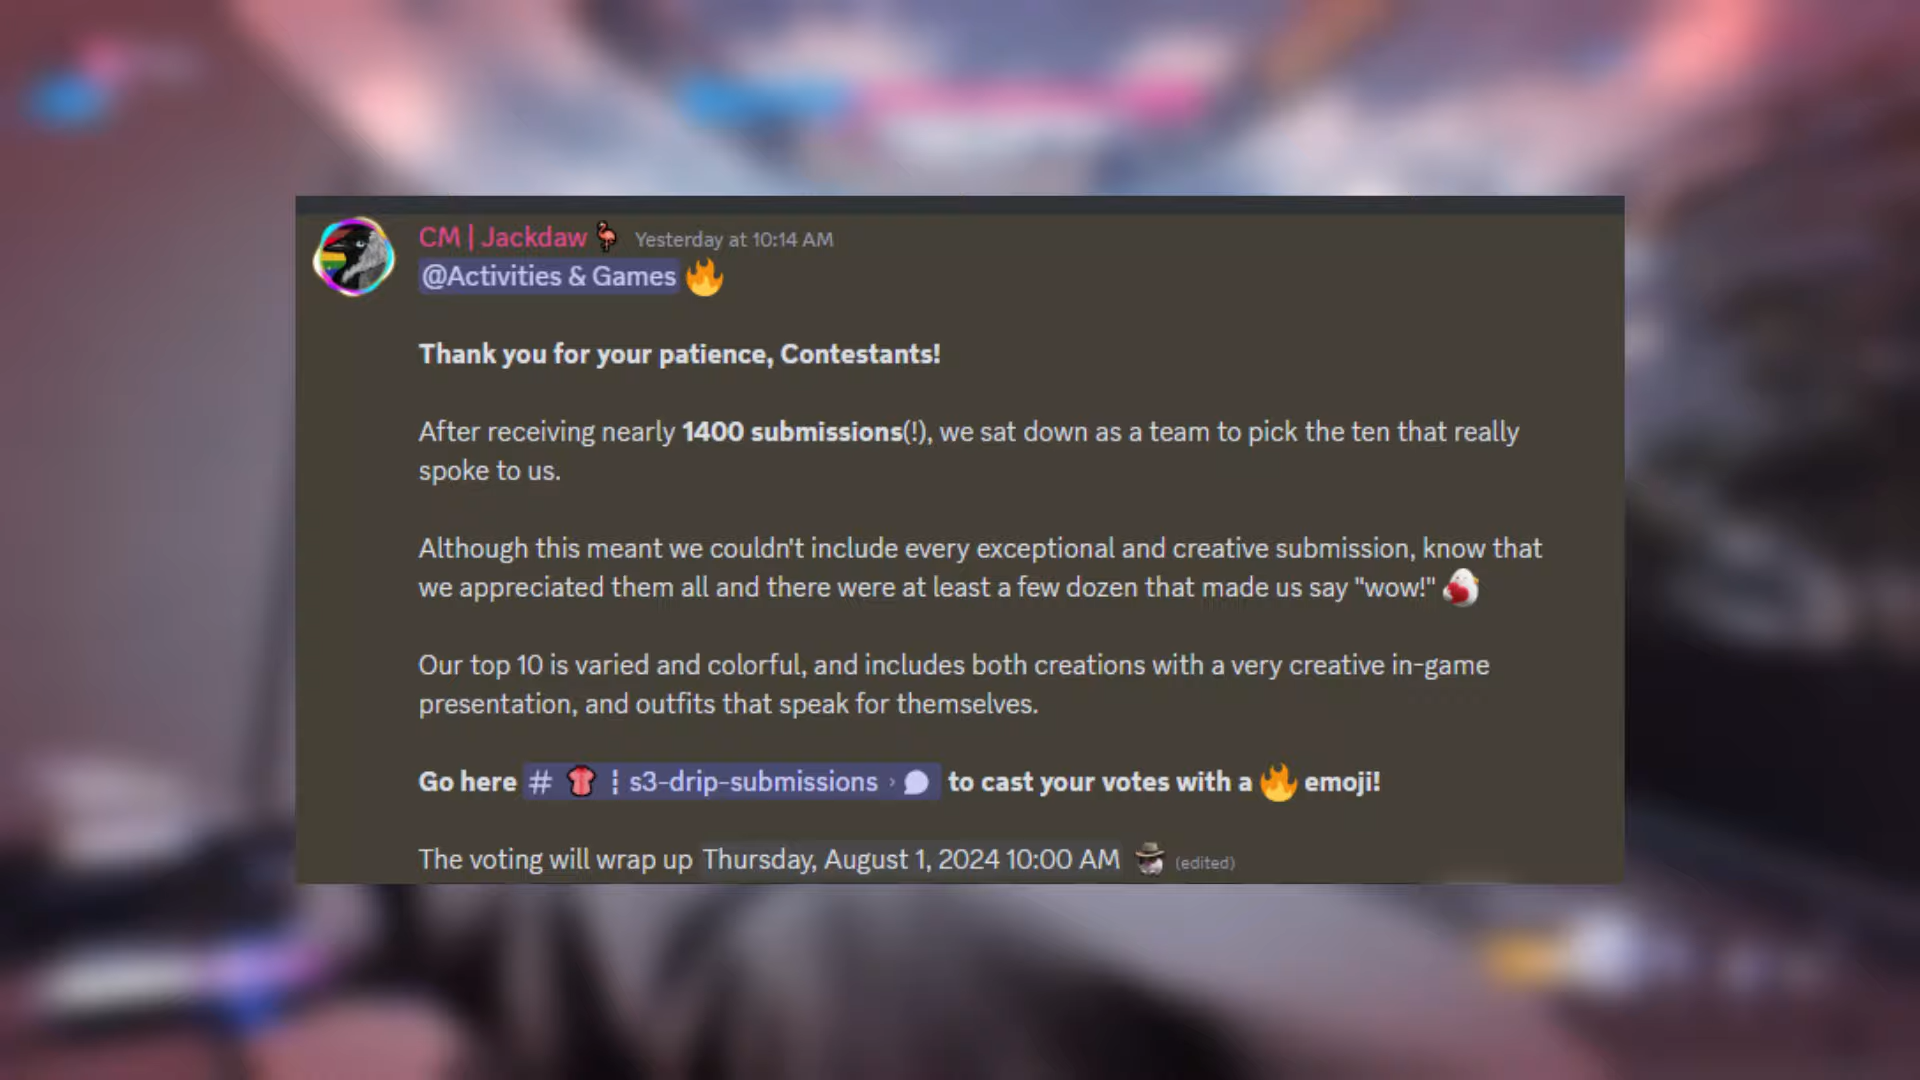 CM | Jackdaw🦩 Yesterday at 10:14 AM
@Activities & Games 🔥
Thank you for your patience, Contestants!
After receiving nearly 1400 submissions(!), we sat down as a team to pick the ten that really
spoke to us.
Although this meant we couldn't include every exceptional and creative submission, know that
we appreciated them all and there were at least a few dozen that made us say "wow!"
Our top 10 is varied and colorful, and includes both creations with a very creative in-game
presentation, and outfits that speak for themselves.
Go here # 👚 ┆ s3-drip-submissions › 💬 to cast your votes with a 🔥 emoji!
The voting will wrap up Thursday, August 1, 2024 10:00 AM (edited)